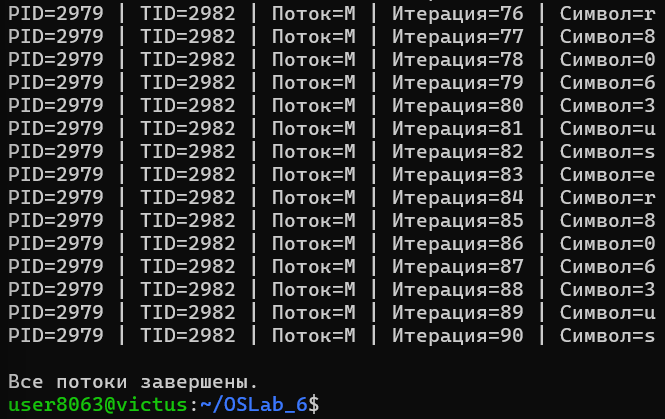 PID=2979 | TID=2982 | Поток=М | Итерация=76 | Символ=r
PID=2979 | TID=2982 | Поток=М | Итерация=77 | Символ=8
PID=2979 | TID=2982 | Поток=М | Итерация=78 | Символ=0
PID=2979 | TID=2982 | Поток=М | Итерация=79 | Символ=6
PID=2979 | TID=2982 | Поток=М | Итерация=80 | Символ=3
PID=2979 | TID=2982 | Поток=М | Итерация=81 | Символ=u
PID=2979 | TID=2982 | Поток=М | Итерация=82 | Символ=s
PID=2979 | TID=2982 | Поток=М | Итерация=83 | Символ=e
PID=2979 | TID=2982 | Поток=М | Итерация=84 | Символ=r
PID=2979 | TID=2982 | Поток=М | Итерация=85 | Символ=8
PID=2979 | TID=2982 | Поток=М | Итерация=86 | Символ=0
PID=2979 | TID=2982 | Поток=М | Итерация=87 | Символ=6
PID=2979 | TID=2982 | Поток=М | Итерация=88 | Символ=3
PID=2979 | TID=2982 | Поток=М | Итерация=89 | Символ=u
PID=2979 | TID=2982 | Поток=М | Итерация=90 | Символ=s
Все потоки завершены.
user8063@victus:~/OSLab_6$